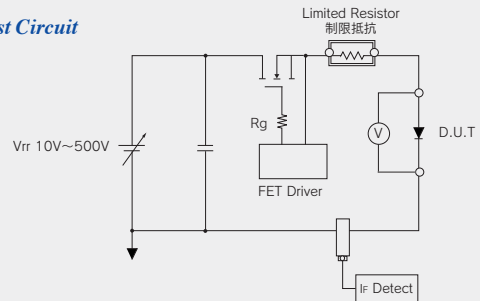 st Circuit
Limited Resistor
制限抵抗
Rg
V
D.U.T
Vrr 10V～500V
FET Driver
IF Detect